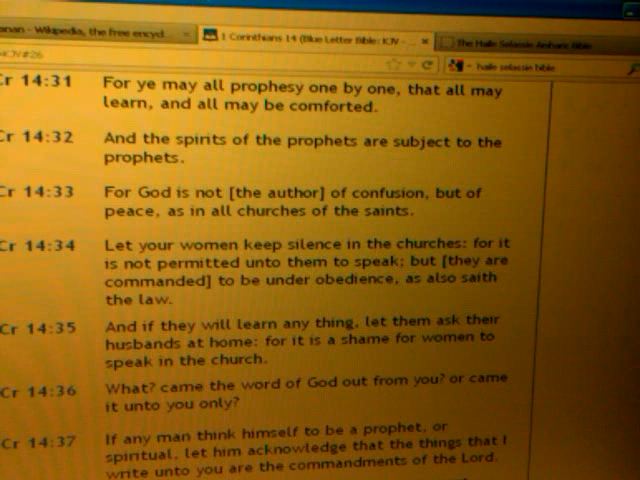 anan - Wikipedia, the free encyd...
1 Corinthians 14 (Blue Letter Bible: KJV - ...
The Haile Selassie Amharic Bible
KJV#26
haile selassie bible
Cr 14:31 For ye may all prophesy one by one, that all may
learn, and all may be comforted.
Cr 14:32 And the spirits of the prophets are subject to the
prophets.
Cr 14:33 For God is not [the author] of confusion, but of
peace, as in all churches of the saints.
Cr 14:34 Let your women keep silence in the churches: for it
is not permitted unto them to speak; but [they are
commanded] to be under obedience, as also saith
the law.
Cr 14:35 And if they will learn any thing, let them ask their
husbands at home: for it is a shame for women to
speak in the church.
Cr 14:36 What? came the word of God out from you? or came
it unto you only?
Cr 14:37 If any man think himself to be a prophet, or
spiritual, let him acknowledge that the things that I
write unto you are the commandments of the Lord.